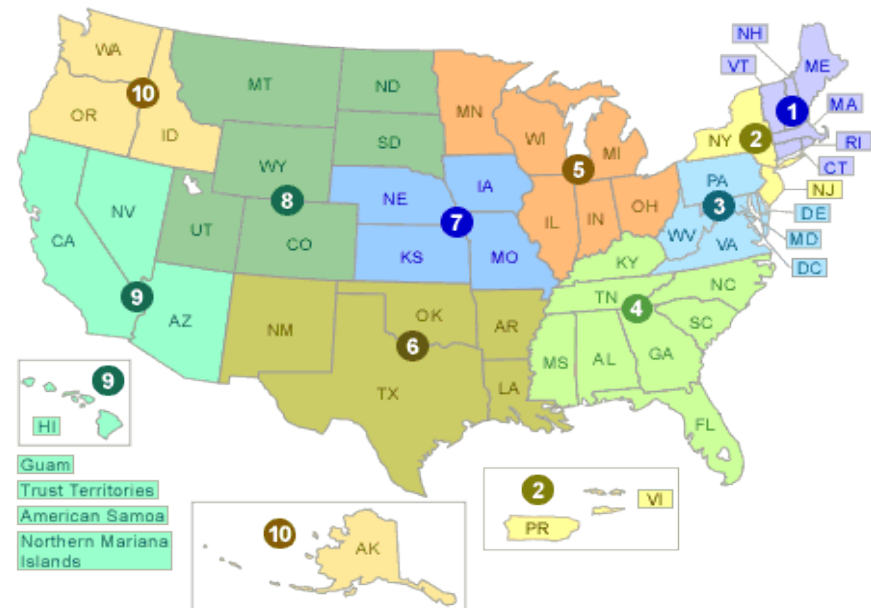 NH
WA
VT
ME
10
MT
ND
MN
1
MA
OR
ID
WI
NY
2
RI
SD
MI
CT
WY
5
PA
NJ
8
NE
IA
3
DE
NV
7
IL
IN
OH
WV
VA
MD
CA
UT
CO
KS
MO
KY
DC
9
NC
TN
4
AZ
NM
OK
AR
SC
6
MS
AL
GA
9
TX
LA
HI
FL
Guam
Trust Territories
2
VI
American Samoa
PR
10
AK
Northern Mariana
Islands